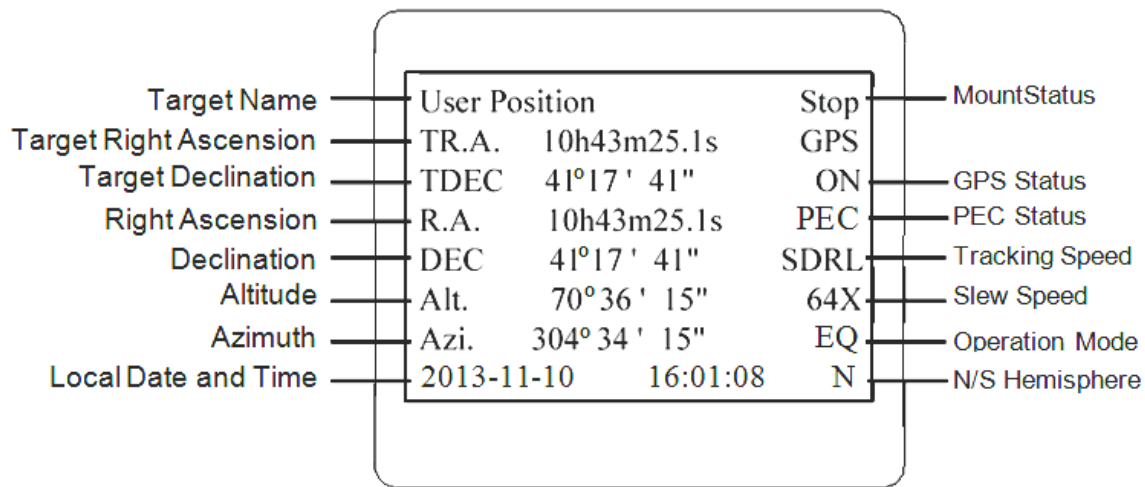 Target Name User Position Stop MountStatus
Target Right Ascension TR.A. 10h43m25.1s GPS
Target Declination TDEC 41º17 ' 41" ON GPS Status
Right Ascension R.A. 10h43m25.1s PEC PEC Status
Declination DEC 41º17 ' 41" SDRL Tracking Speed
Altitude Alt. 70º36 ' 15" 64X Slew Speed
Azimuth Azi. 304º34 ' 15" EQ Operation Mode
Local Date and Time 2013-11-10 16:01:08 N N/S Hemisphere